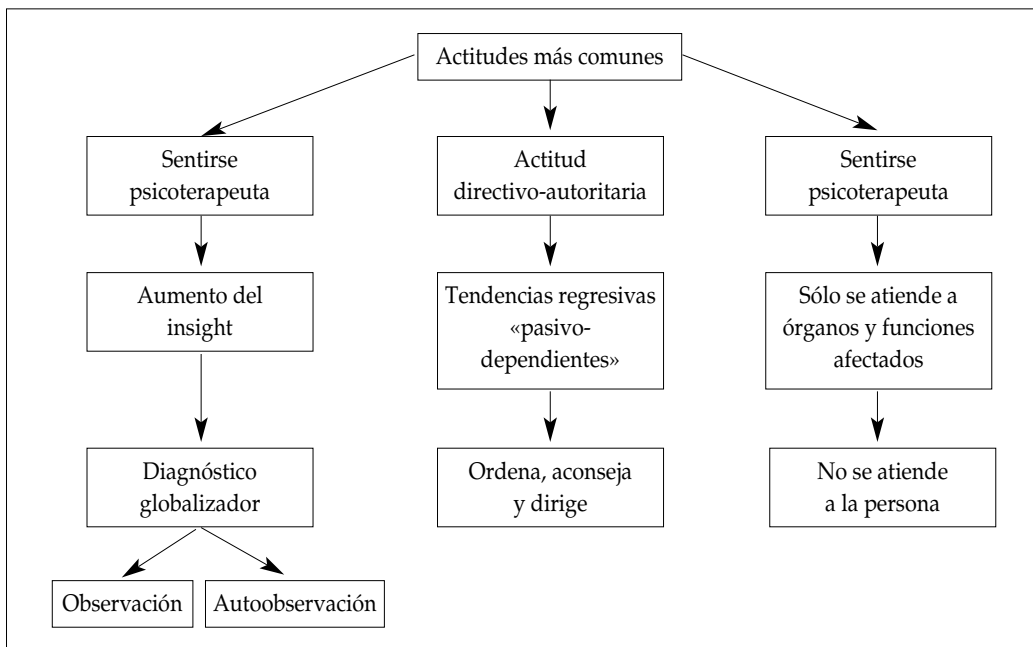 Actitudes más comunes
Sentirse
psicoterapeuta
Actitud
directivo-autoritaria
Sentirse
psicoterapeuta
Aumento del
insight
Tendencias regresivas
«pasivo-
dependientes»
Sólo se atiende a
órganos y funciones
afectados
Diagnóstico
globalizador
Ordena, aconseja
y dirige
No se atiende
a la persona
Observación
Autoobservación